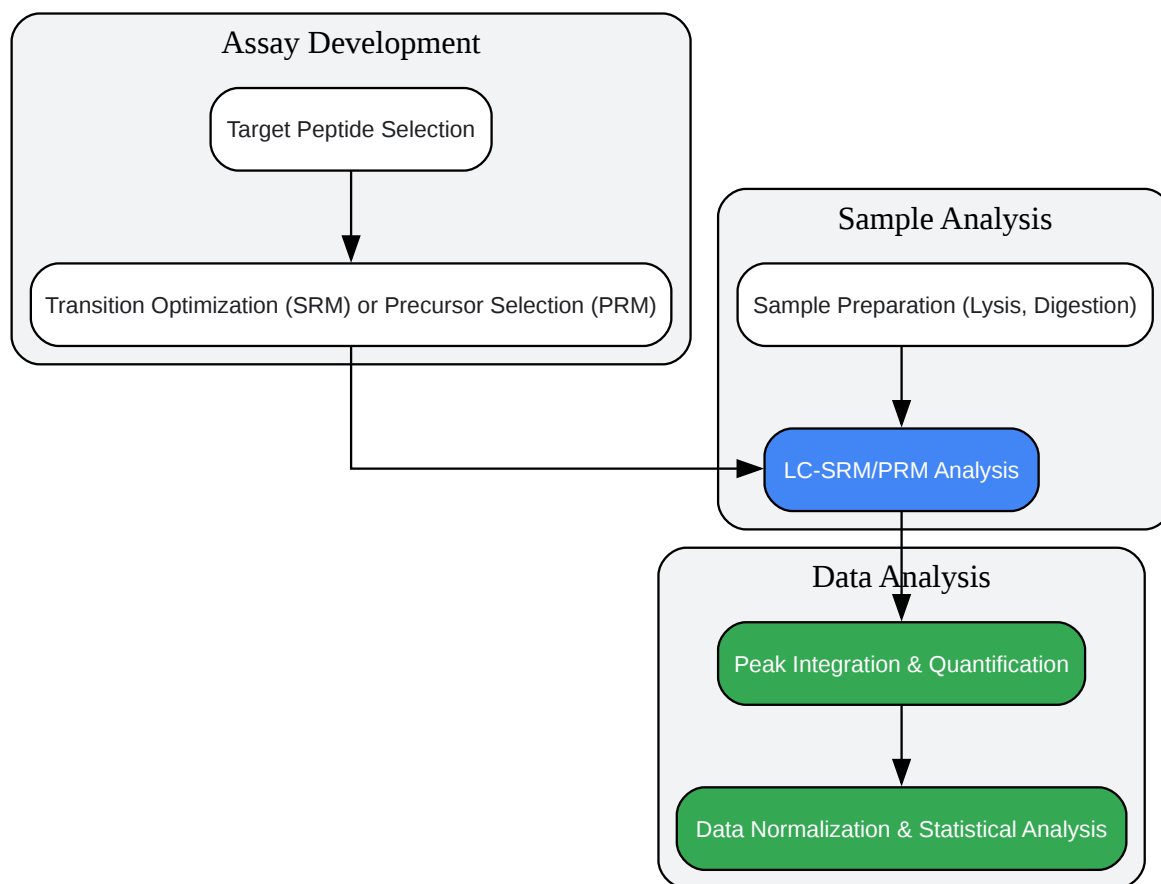 Assay Development
Target Peptide Selection
Transition Optimization (SRM) or Precursor Selection (PRM)
Sample Analysis
Sample Preparation (Lysis, Digestion)
LC-SRM/PRM Analysis
Data Analysis
Peak Integration & Quantification
Data Normalization & Statistical Analysis